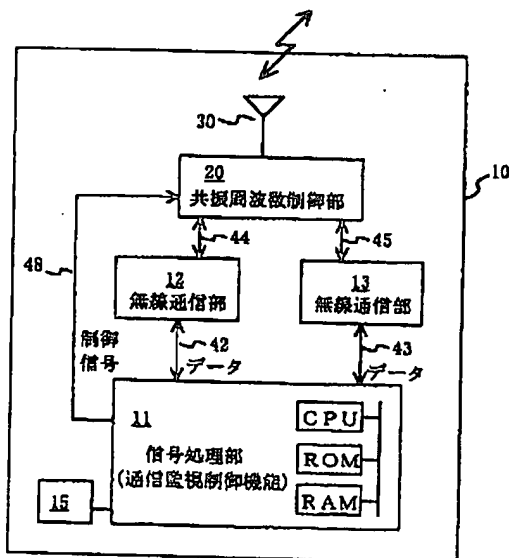 30
20
共振周波数制御部
10
44
45
48
12
無線通信部
13
無線通信部
制御
信号
42
データ
43
データ
11
信号処理部
(通信監視制御機能)
CPU
ROM
RAM
15